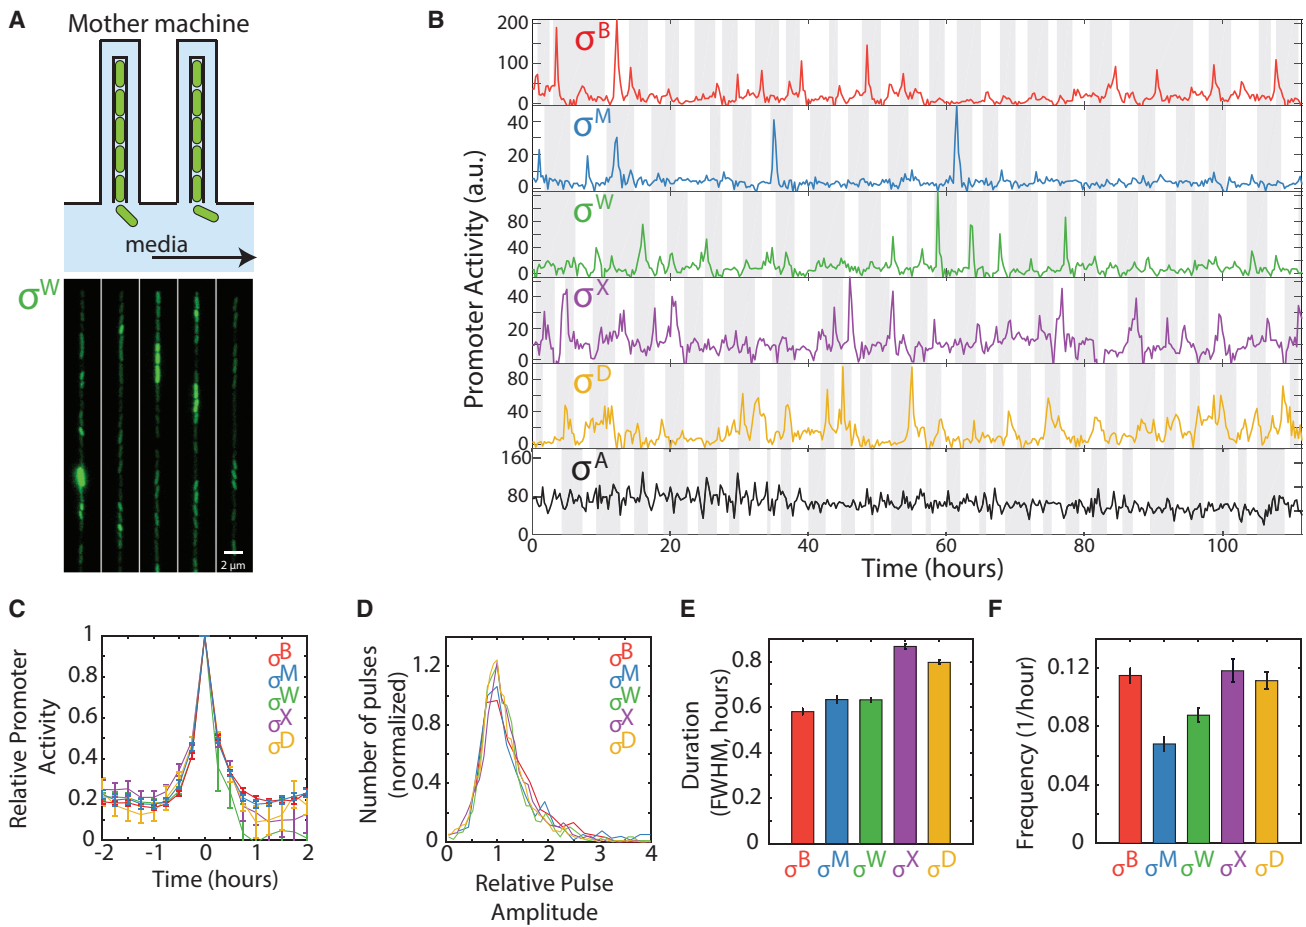 A
Mother machine
media
σW
2 μm
B
Promoter Activity (a.u.)
200
100
0
σB
40
20
0
σM
80
40
0
σW
40
20
0
σX
80
40
0
σD
160
80
0
σA
0 20 40 60 80 100
Time (hours)
C
Relative Promoter
Activity
1
0.8
0.6
0.4
0.2
0
-2 -1 0 1 2
Time (hours)
σB
σM
σW
σX
σD
D
Number of pulses
(normalized)
1.2
0.8
0.4
0
0 1 2 3 4
Relative Pulse
Amplitude
σB
σM
σW
σX
σD
E
Duration
(FWHM, hours)
0.8
0.6
0.4
0.2
0
σB σM σW σX σD
F
Frequency (1/hour)
0.12
0.08
0.04
0
σB σM σW σX σD